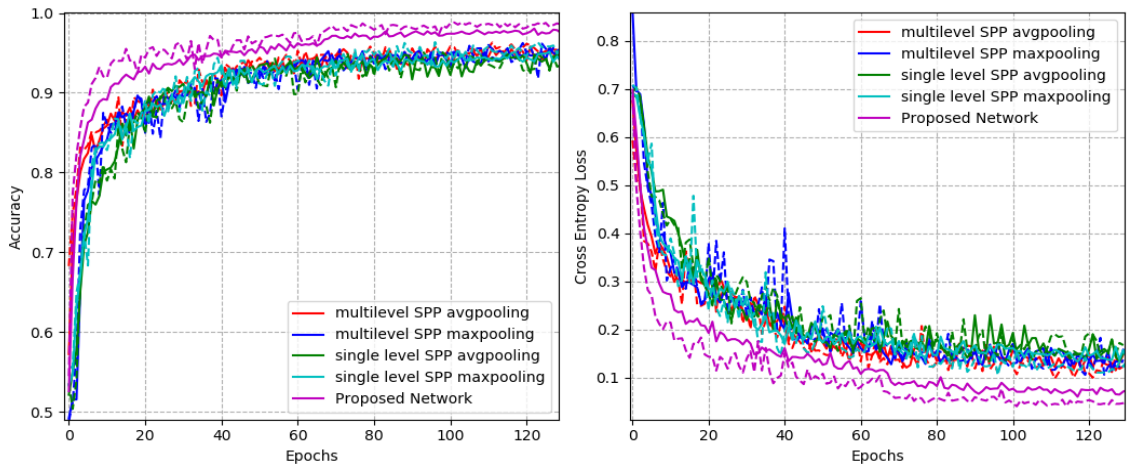 1.0
0.9
0.8
0.7
0.6
0.5
Accuracy
0 20 40 60 80 100 120
Epochs
multilevel SPP avgpooling
multilevel SPP maxpooling
single level SPP avgpooling
single level SPP maxpooling
Proposed Network
0.8
0.7
0.6
0.5
0.4
0.3
0.2
0.1
Cross Entropy Loss
0 20 40 60 80 100 120
Epochs
multilevel SPP avgpooling
multilevel SPP maxpooling
single level SPP avgpooling
single level SPP maxpooling
Proposed Network